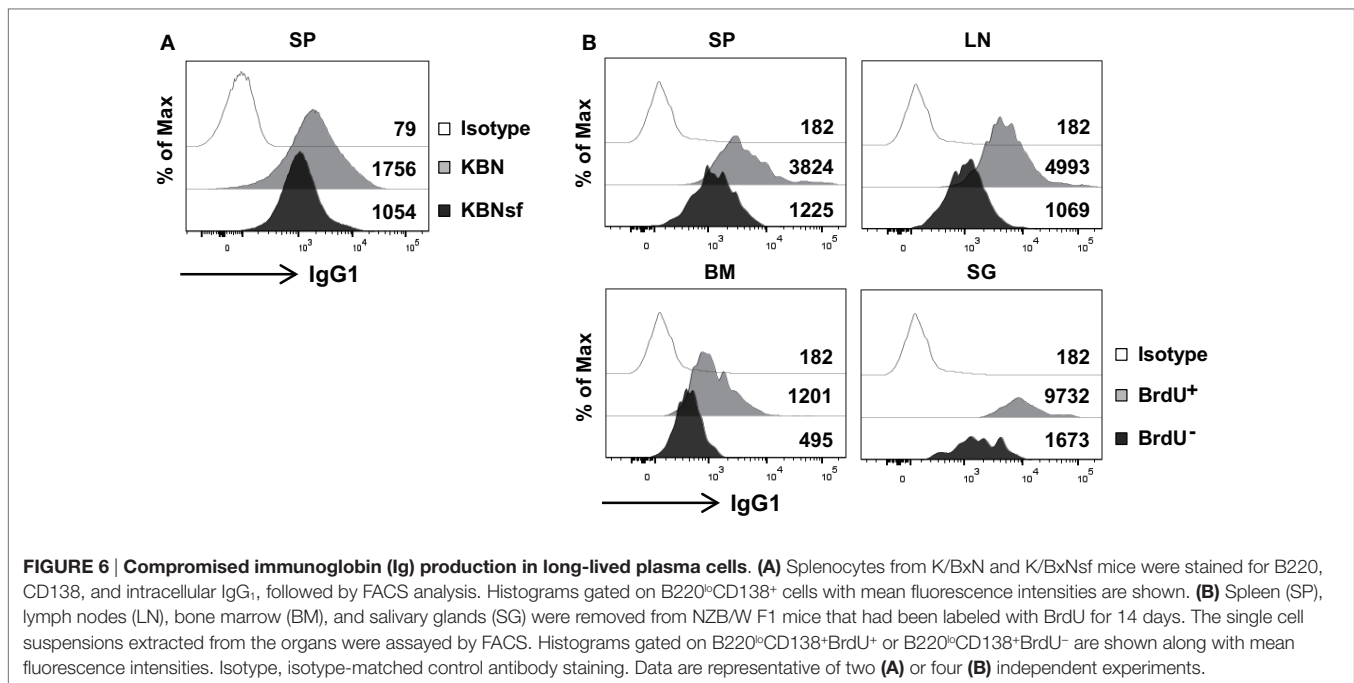 A SP
% of Max
79
1756
1054
0 10³ 10⁴ 10⁵
IgG1
Isotype
KBN
KBNsf
B SP
% of Max
182
3824
1225
0 10³ 10⁴ 10⁵
LN
182
4993
1069
0 10³ 10⁴ 10⁵
BM
% of Max
182
1201
495
0 10³ 10⁴ 10⁵
IgG1
SG
182
9732
1673
0 10³ 10⁴ 10⁵
Isotype
BrdU⁺
BrdU⁻
FIGURE 6 | Compromised immunoglobin (Ig) production in long-lived plasma cells. (A) Splenocytes from K/BxN and K/BxNsf mice were stained for B220,
CD138, and intracellular IgG₁, followed by FACS analysis. Histograms gated on B220ˡᵒCD138⁺ cells with mean fluorescence intensities are shown. (B) Spleen (SP),
lymph nodes (LN), bone marrow (BM), and salivary glands (SG) were removed from NZB/W F1 mice that had been labeled with BrdU for 14 days. The single cell
suspensions extracted from the organs were assayed by FACS. Histograms gated on B220ˡᵒCD138⁺BrdU⁺ or B220ˡᵒCD138⁺BrdU⁻ are shown along with mean
fluorescence intensities. Isotype, isotype-matched control antibody staining. Data are representative of two (A) or four (B) independent experiments.